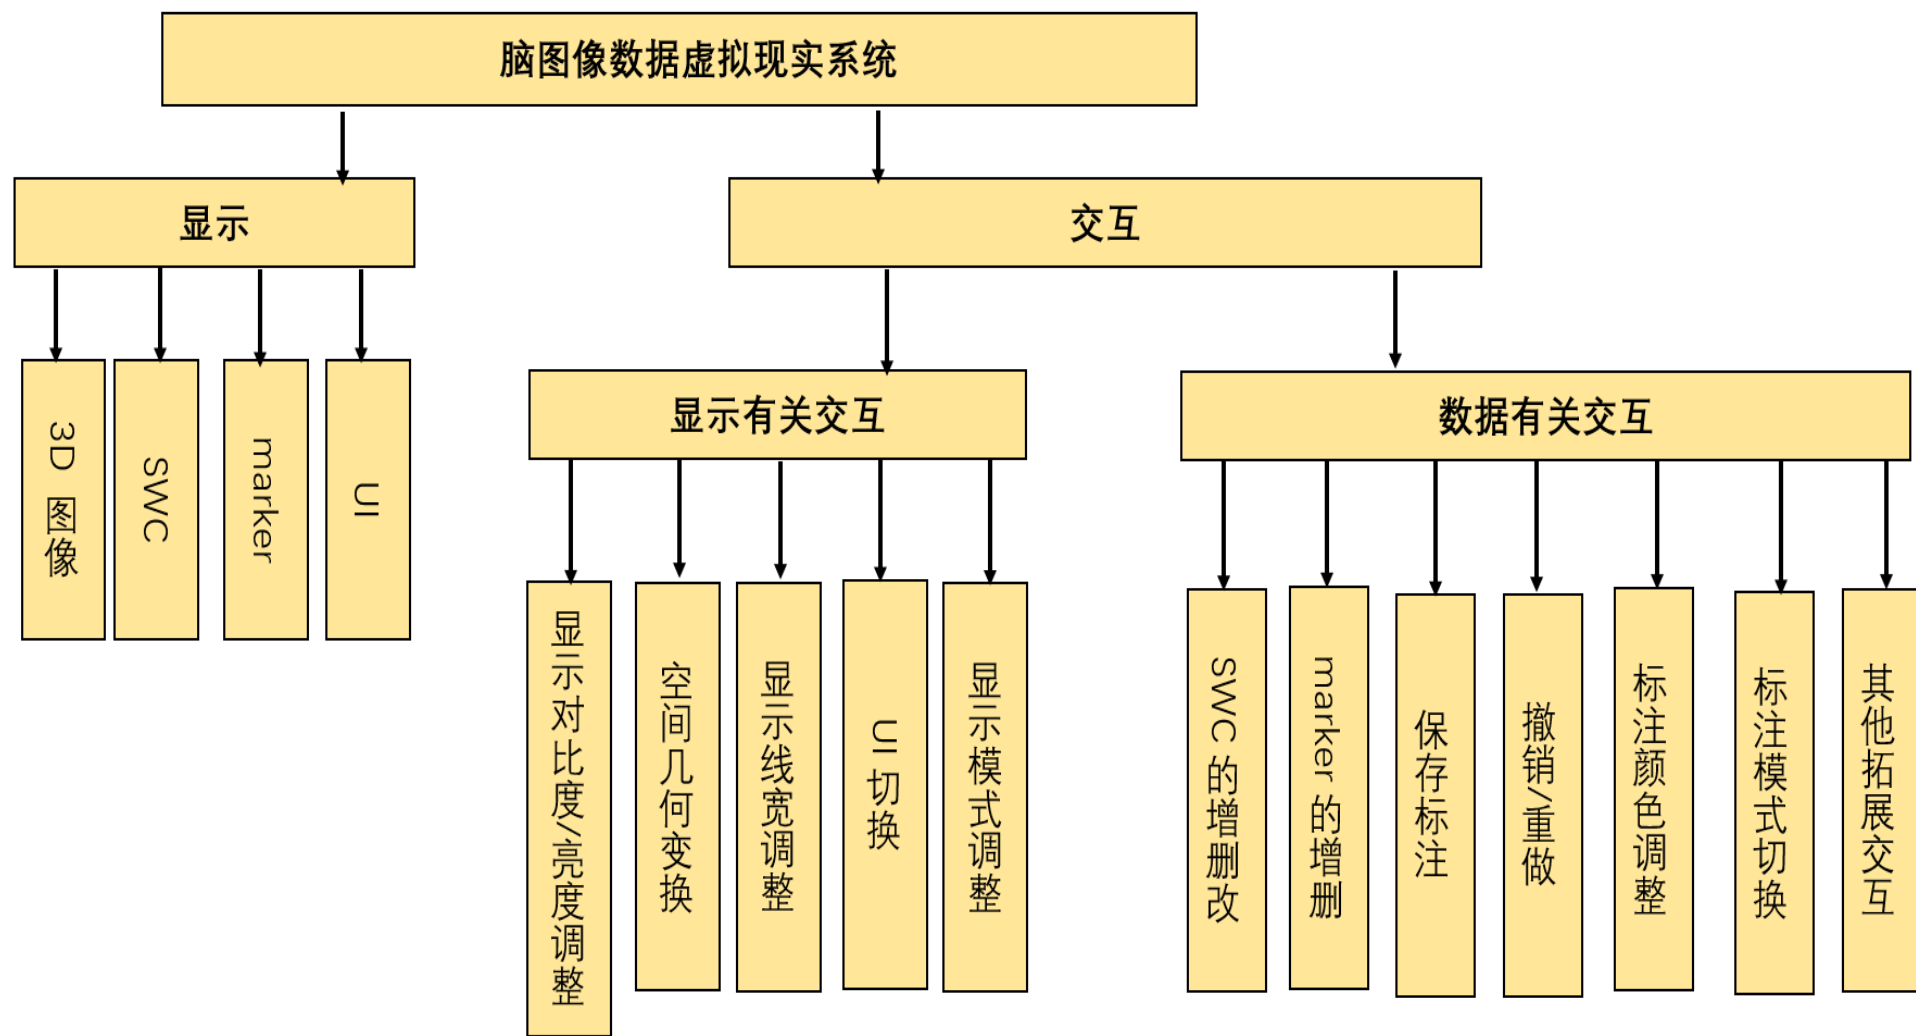 脑图像数据虚拟现实系统
显示
交互
3D 图像
SWC
marker
UI
显示有关交互
数据有关交互
显示对比度/亮度调整
空间几何变换
显示线宽调整
UI 切换
显示模式调整
SWC 的增删改
marker 的增删
保存标注
撤销/重做
标注颜色调整
标注模式切换
其他拓展交互